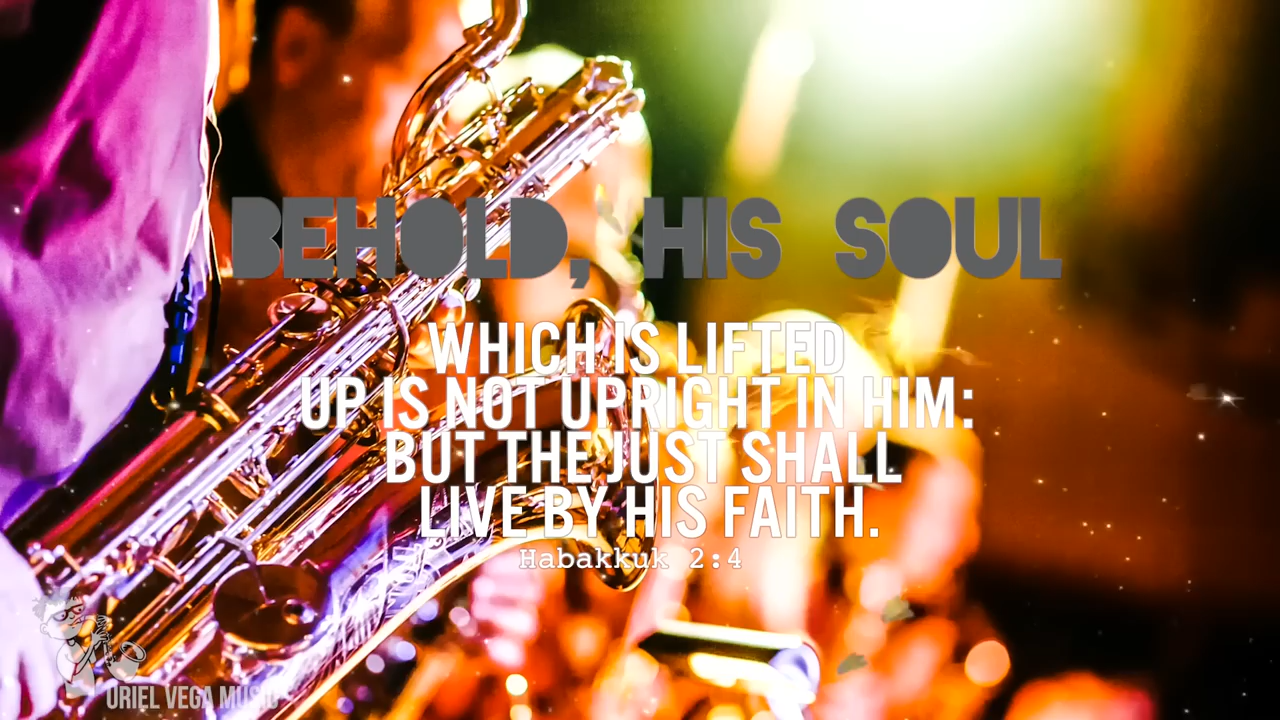 BEHOLD, HIS SOUL
WHICH IS LIFTED
UP IS NOT UPRIGHT IN HIM:
BUT THE JUST SHALL
LIVE BY HIS FAITH.
Habakkuk 2:4
ORIEL VEGA MUSIC